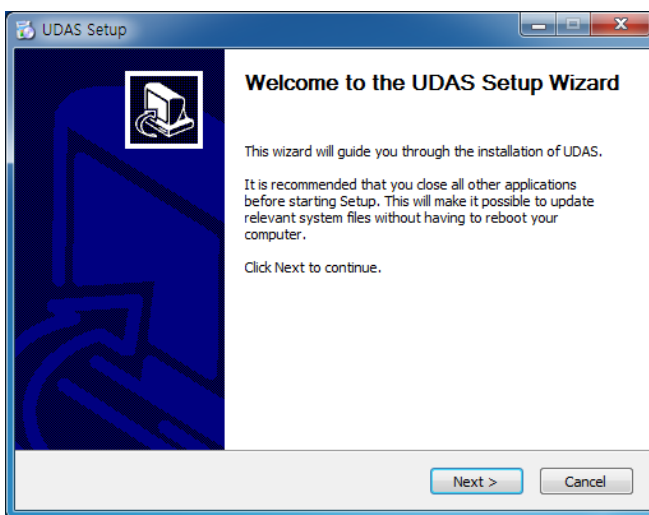 UDAS Setup
Welcome to the UDAS Setup Wizard
This wizard will guide you through the installation of UDAS.
It is recommended that you close all other applications
before starting Setup. This will make it possible to update
relevant system files without having to reboot your
computer.
Click Next to continue.
Next >
Cancel